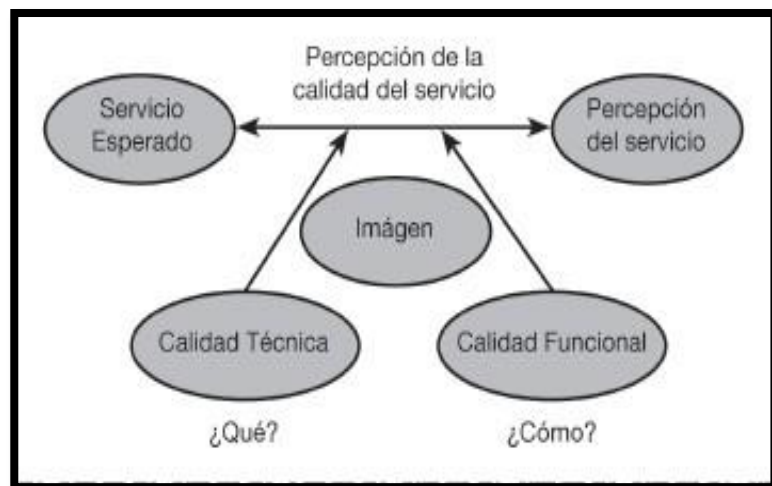 Percepción de la
calidad del servicio
Servicio
Esperado
Percepción
del servicio
Imágen
Calidad Técnica
Calidad Funcional
¿Qué?
¿Cómo?